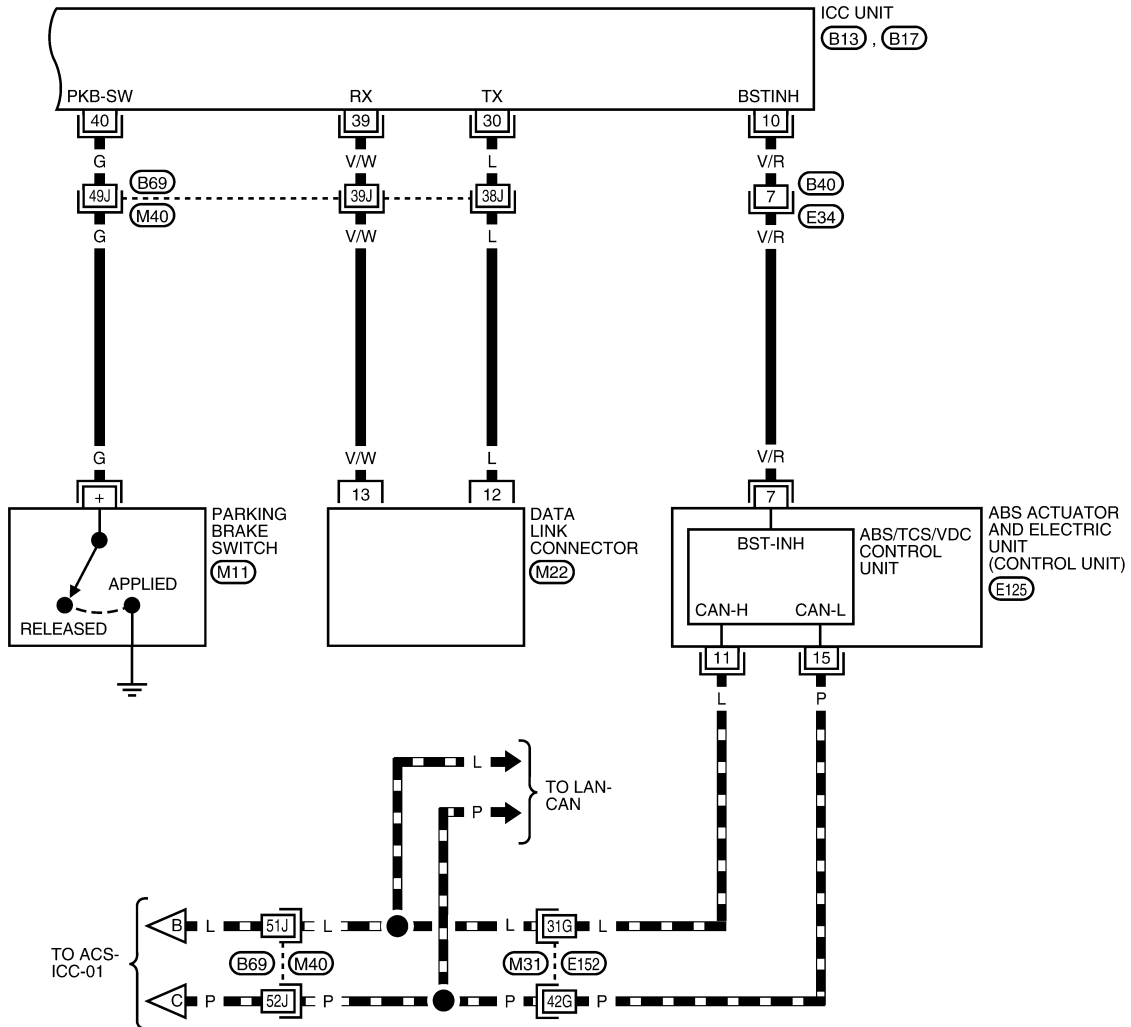 ICC UNIT
B13 , B17
PKB-SW RX TX BSTINH
40 39 30 10
G V/W L V/R
49J B69 39J 38J 7 B40
M40 E34
G V/W L V/R
G V/W L V/R
+ 13 12 7
PARKING
BRAKE
SWITCH
M11
APPLIED
RELEASED
DATA
LINK
CONNECTOR
M22
BST-INH
ABS/TCS/VDC
CONTROL
UNIT
CAN-H CAN-L
ABS ACTUATOR
AND ELECTRIC
UNIT
(CONTROL UNIT)
E125
11 15
L P
L
P
TO LAN-
CAN
TO ACS-
ICC-01
B L 51J L L 31G L
B69 M40 M31 E152
C P 52J P P 42G P